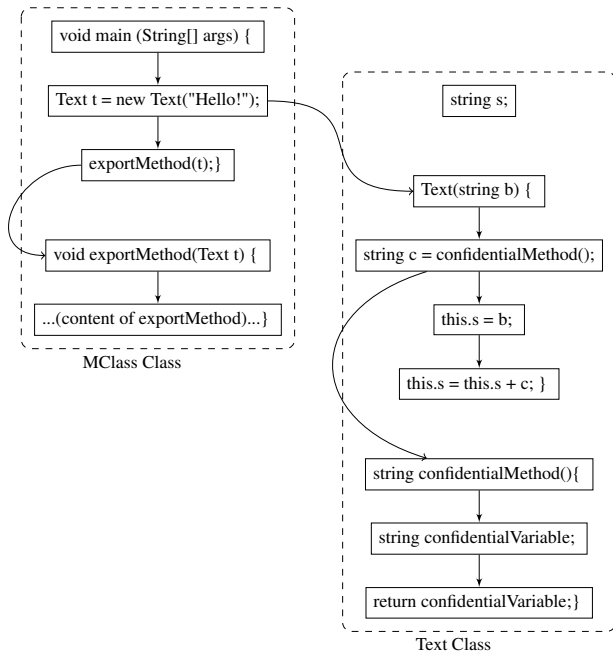 void main (String[] args) {
Text t = new Text("Hello!");
exportMethod(t);}
void exportMethod(Text t) {
...(content of exportMethod)...}
MClass Class
string s;
Text(string b) {
string c = confidentialMethod();
this.s = b;
this.s = this.s + c; }
string confidentialMethod(){
string confidentialVariable;
return confidentialVariable;}
Text Class